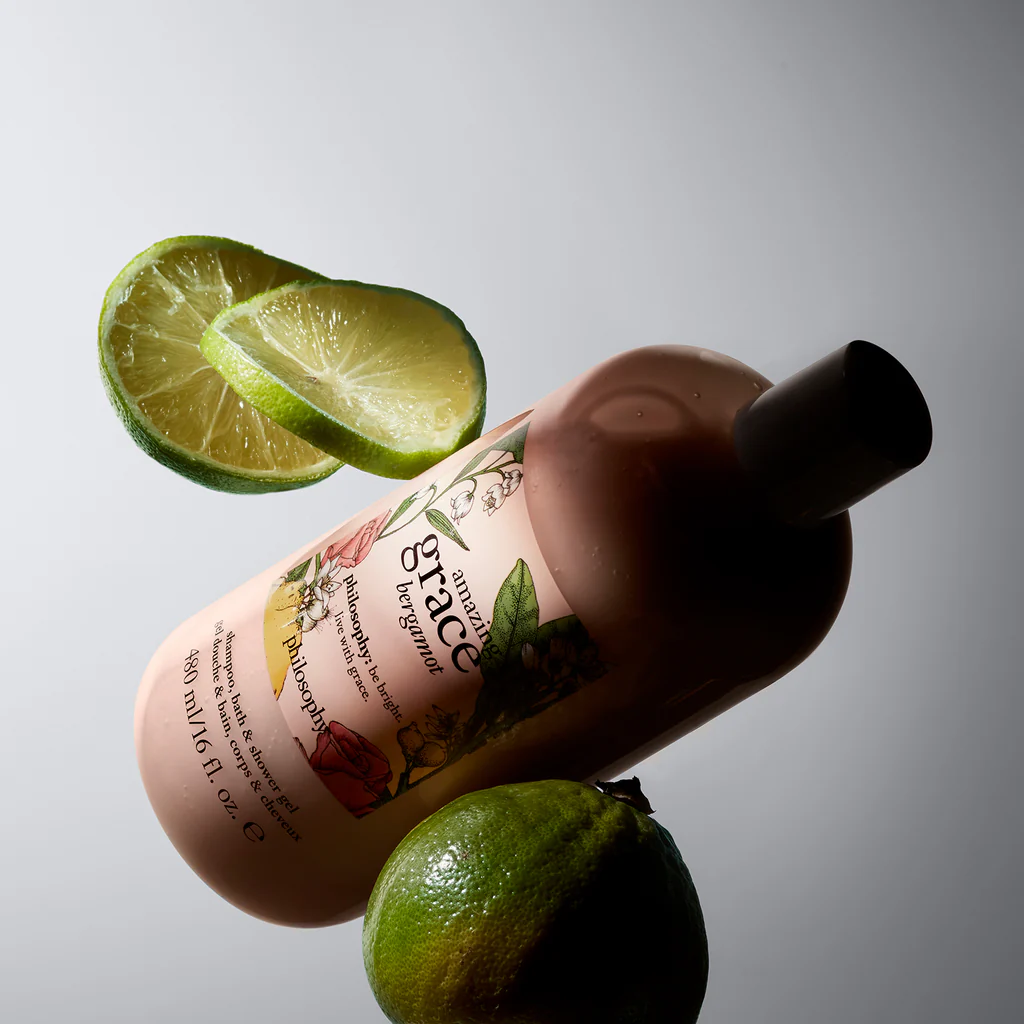 amazing
grace
bergamot
philosophy: be bright.
live with grace.
philosophy
shampoo, bath & shower gel
gel douche & bain, corps & cheveux
480 ml/16 fl. oz. ℮